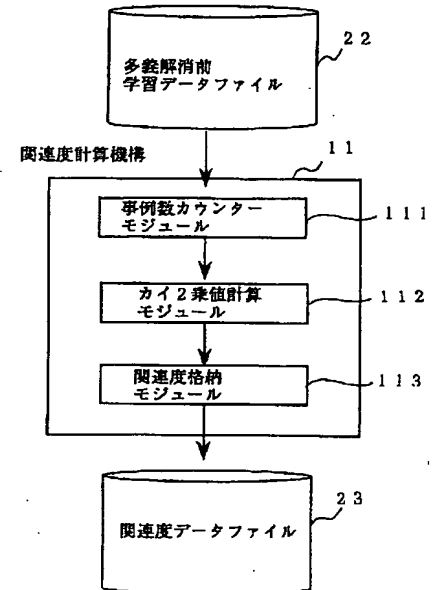 22
多義解消前
学習データファイル
関連度計算機構
11
事例数カウンター
モジュール
111
カイ2乗値計算
モジュール
112
関連度格納
モジュール
113
23
関連度データファイル